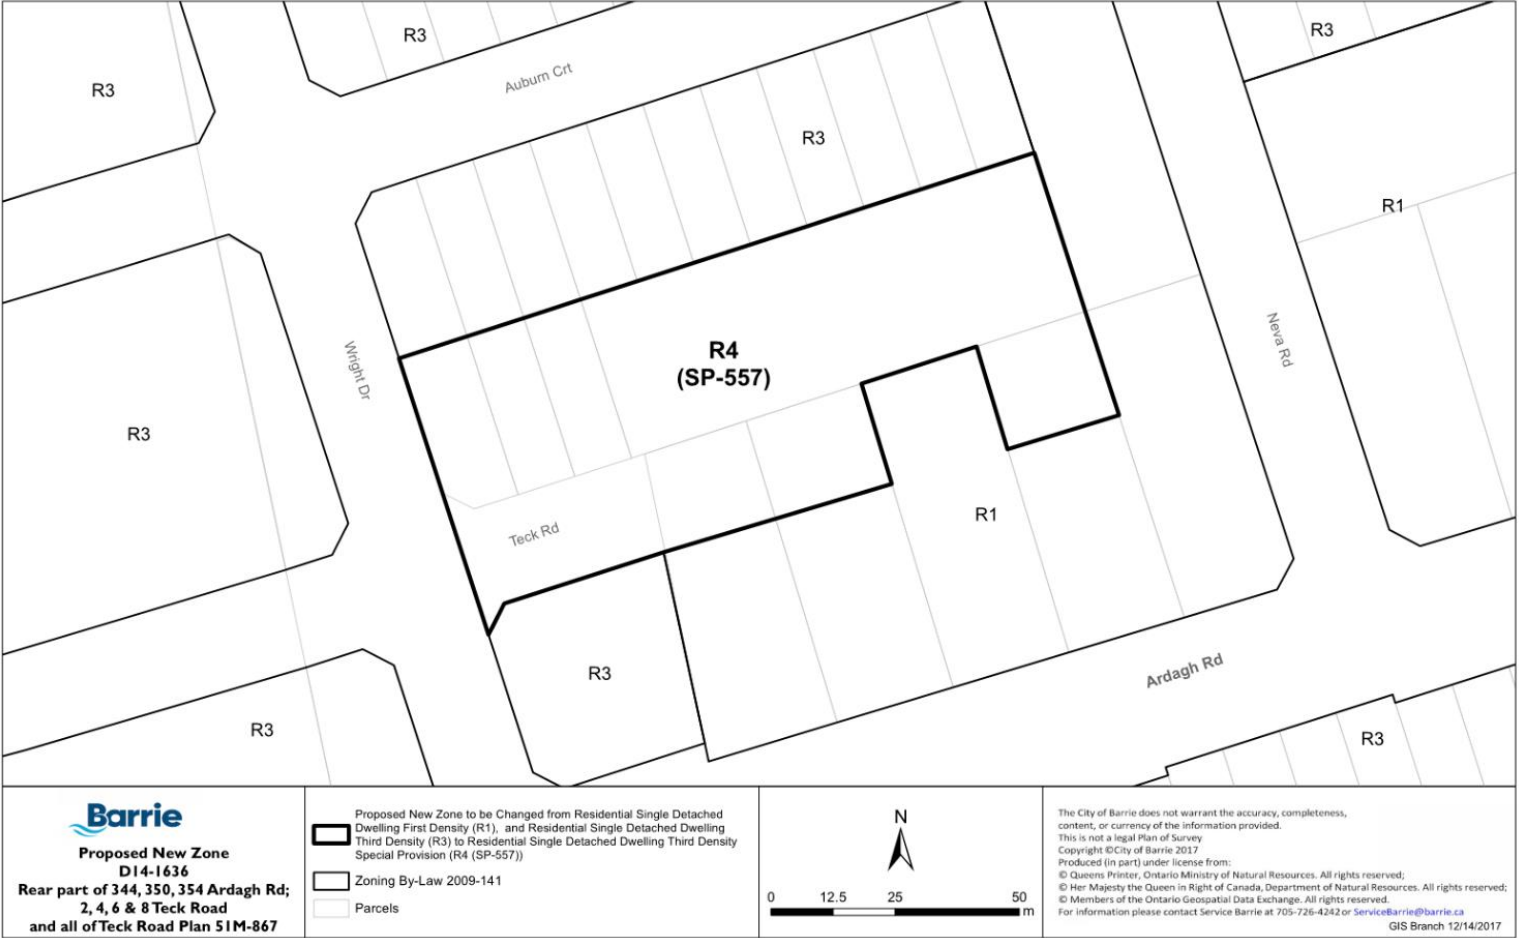 R3
R3
R3
Auburn Crt
R3
R1
Wright Dr
R4
(SP-557)
Neva Rd
R3
R1
Teck Rd
R3
Ardagh Rd
R3
R3
Barrie
Proposed New Zone
D14-1636
Rear part of 344, 350, 354 Ardagh Rd;
2, 4, 6 & 8 Teck Road
and all of Teck Road Plan 51M-867
Proposed New Zone to be Changed from Residential Single Detached
Dwelling First Density (R1),  and Residential Single Detached Dwelling
Third Density (R3) to Residential Single Detached Dwelling Third Density
Special Provision (R4 (SP-557))
Zoning By-Law 2009-141
Parcels
N
0 12.5 25 50
m
The City of Barrie does not warrant the accuracy, completeness,
content, or currency of the information provided.
This is not a legal Plan of Survey
Copyright ©City of Barrie 2017
Produced (in part) under license from:
© Queens Printer, Ontario Ministry of Natural Resources. All rights reserved;
© Her Majesty the Queen in Right of Canada, Department of Natural Resources. All rights reserved;
© Members of the Ontario Geospatial Data Exchange. All rights reserved.
For information please contact Service Barrie at 705-726-4242 or ServiceBarrie@barrie.ca
GIS Branch 12/14/2017